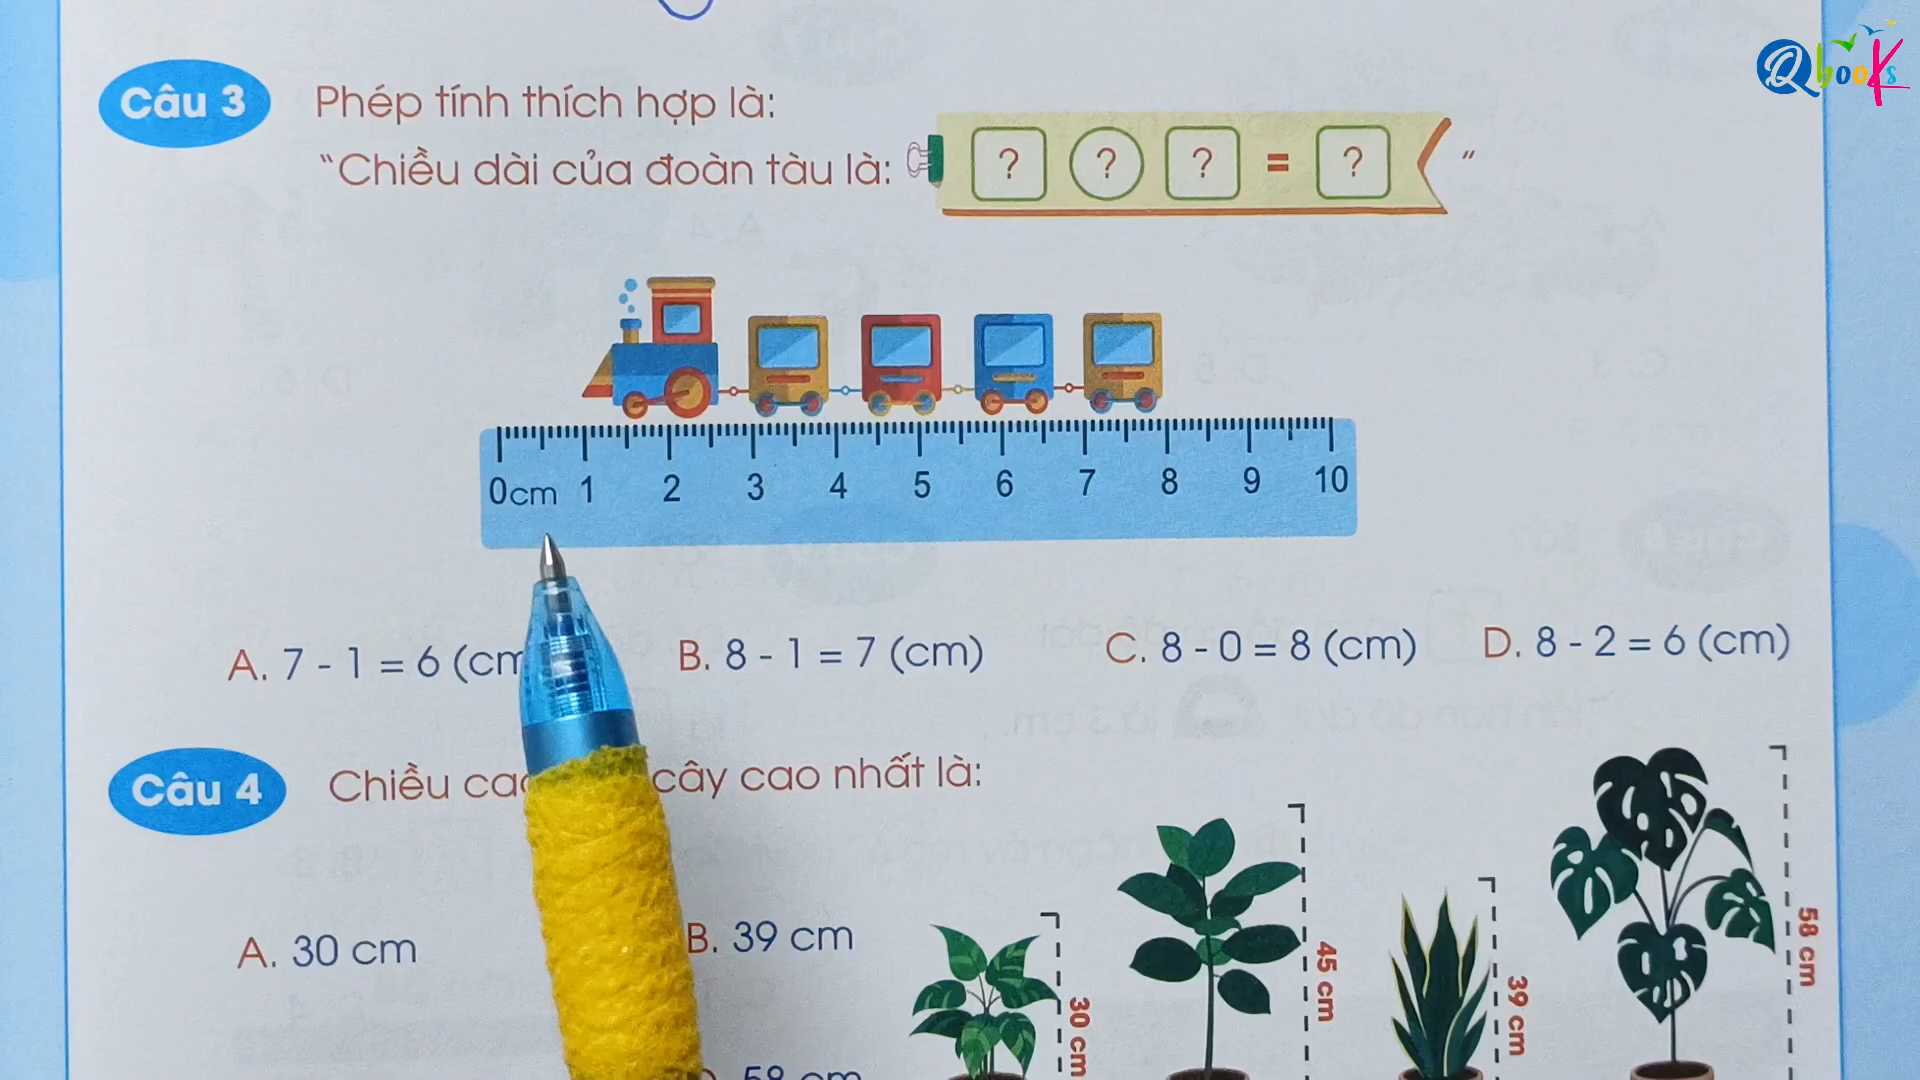 Qbooks
Câu 3 Phép tính thích hợp là:
“Chiều dài của đoàn tàu là: ? ? ? = ? “
0cm 1 2 3 4 5 6 7 8 9 10
A. 7 - 1 = 6 (cm B. 8 - 1 = 7 (cm) C. 8 - 0 = 8 (cm) D. 8 - 2 = 6 (cm)
Câu 4 Chiều cao cây cao nhất là:
A. 30 cm B. 39 cm
30 cm
45 cm
39 cm
58 cm
58 cm